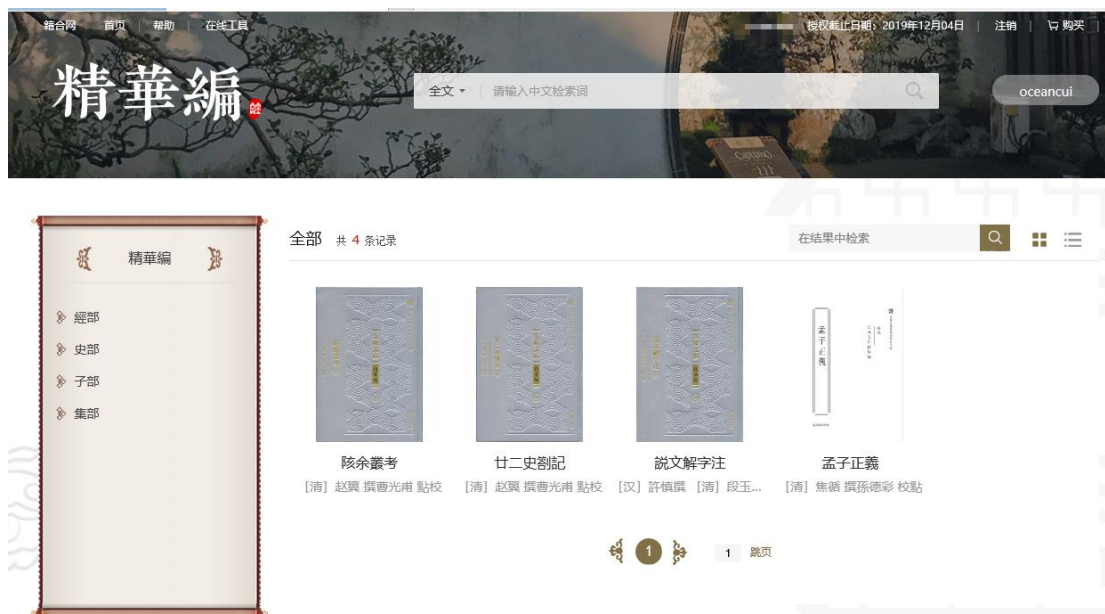 籍合网 首页 帮助 在线工具 授权截止日期：2019年12月04日 注销 购买
精華編
全文 请输入中文检索词
oceancui
精華編
經部
史部
子部
集部
全部 共 4 条记录
在结果中检索
孟子正義
陔余叢考
廿二史劄記
説文解字注
孟子正義
[清] 赵翼 撰曹光甫 點校
[清] 赵翼 撰曹光甫 點校
[汉] 許慎撰 [清] 段玉...
[清] 焦循 撰孫德彩 校點
1
1 跳页